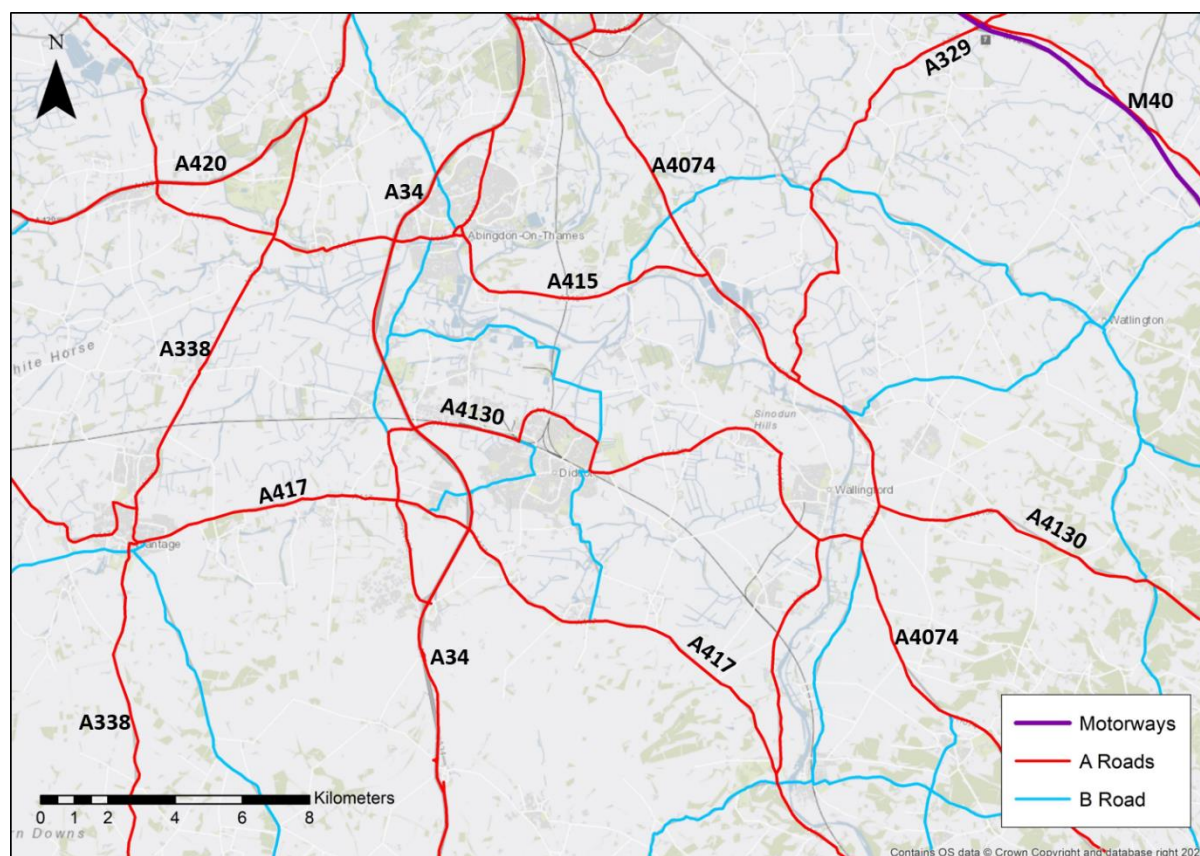 N
A329
M40
A420
A34
A4074
Abingdon-On-Thames
A415
Watlington
A338
hite Horse
A4130
Sinodun
Hills
Didcot
Wallingford
A417
A4130
antage
A34
A417
A4074
A338
Motorways
A Roads
B Road
Kilometers
0 1 2 4 6 8
rn Downs
Contains OS data © Crown Copyright and database right 202